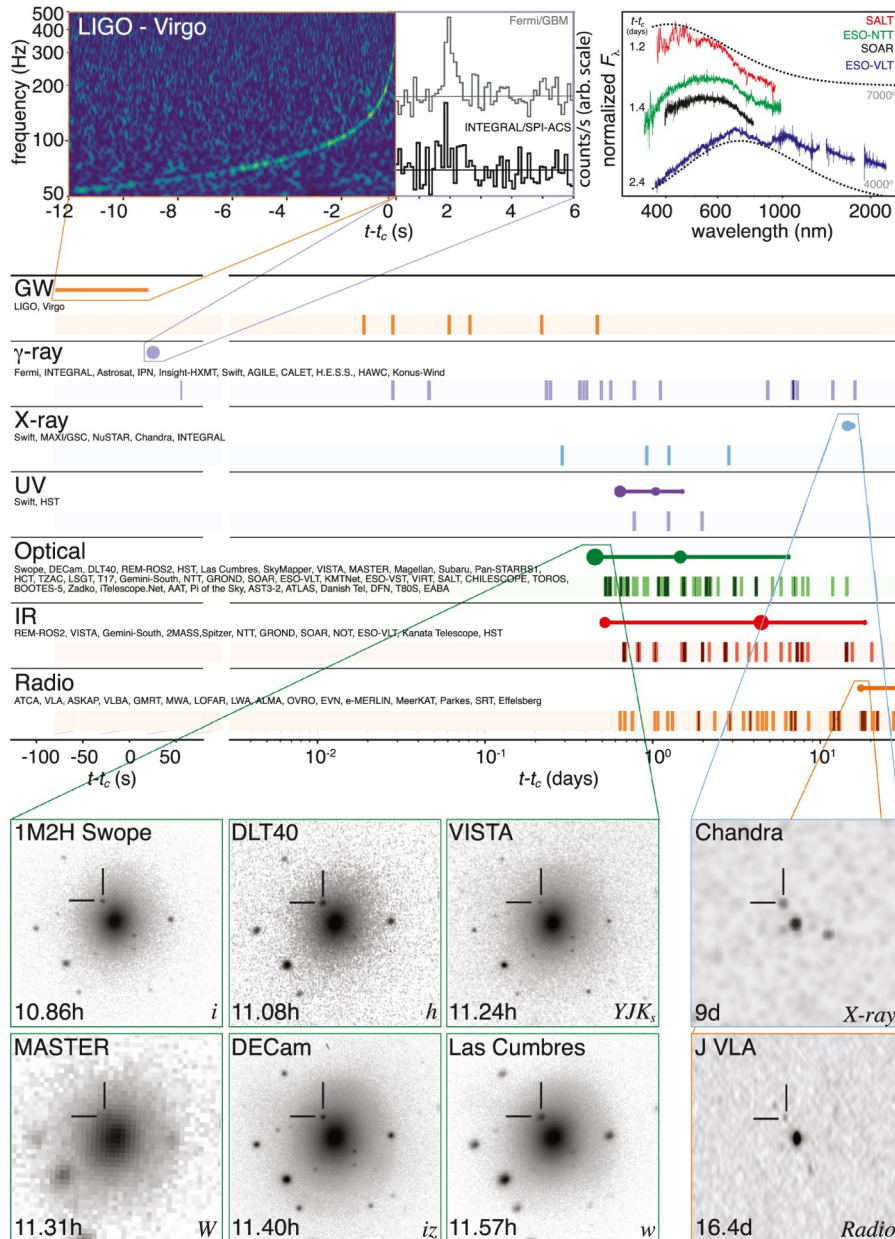 LIGO - Virgo
frequency (Hz)
500
400
300
200
100
50
-12
-10
-8
-6
-4
-2
0
t-tc (s)
Fermi/GBM
INTEGRAL/SPI-ACS
counts/s (arb. scale)
2
4
6
normalized Fλ
t-tc
(days)
1.2
1.4
2.4
SALT
ESO-NTT
SOAR
ESO-VLT
7000°
4000°
400
600
1000
2000
wavelength (nm)
GW
LIGO, Virgo
γ-ray
Fermi, INTEGRAL, Astrosat, IPN, Insight-HXMT, Swift, AGILE, CALET, H.E.S.S., HAWC, Konus-Wind
X-ray
Swift, MAXI/GSC, NuSTAR, Chandra, INTEGRAL
UV
Swift, HST
Optical
Swope, DECam, DLT40, REM-ROS2, HST, Las Cumbres, SkyMapper, VISTA, MASTER, Magellan, Subaru, Pan-STARRS1,
HCT, TZAC, LSGT, T17, Gemini-South, NTT, GROND, SOAR, ESO-VLT, KMTNet, ESO-VST, VIRT, SALT, CHILESCOPE, TOROS,
BOOTES-5, Zadko, iTelescope.Net, AAT, Pi of the Sky, AST3-2, ATLAS, Danish Tel, DFN, T80S, EABA
IR
REM-ROS2, VISTA, Gemini-South, 2MASS,Spitzer, NTT, GROND, SOAR, NOT, ESO-VLT, Kanata Telescope, HST
Radio
ATCA, VLA, ASKAP, VLBA, GMRT, MWA, LOFAR, LWA, ALMA, OVRO, EVN, e-MERLIN, MeerKAT, Parkes, SRT, Effelsberg
-100 -50 0 50
t-tc (s)
10-2 10-1 100 101
t-tc (days)
1M2H Swope
10.86h i
DLT40
11.08h h
VISTA
11.24h YJKs
Chandra
9d X-ray
MASTER
11.31h W
DECam
11.40h iz
Las Cumbres
11.57h w
J VLA
16.4d Radio